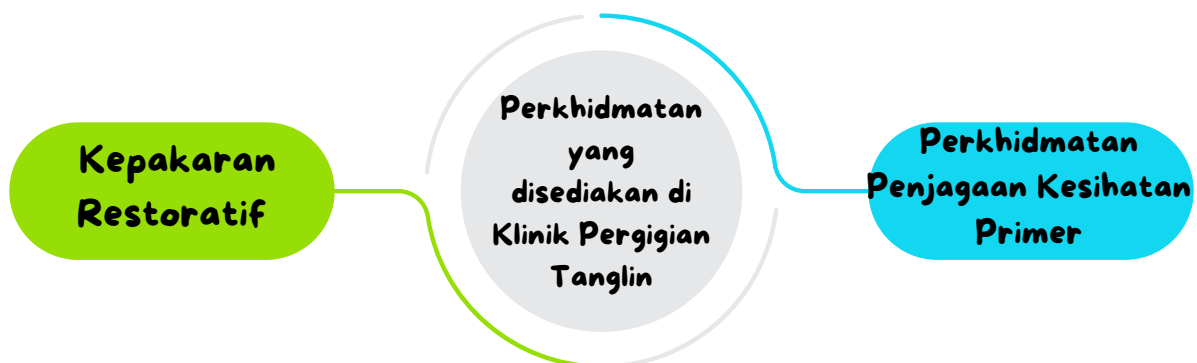 Kepakaran
Restoratif
Perkhidmatan
yang
disediakan di
Klinik Pergigian
Tanglin
Perkhidmatan
Penjagaan Kesihatan
Primer